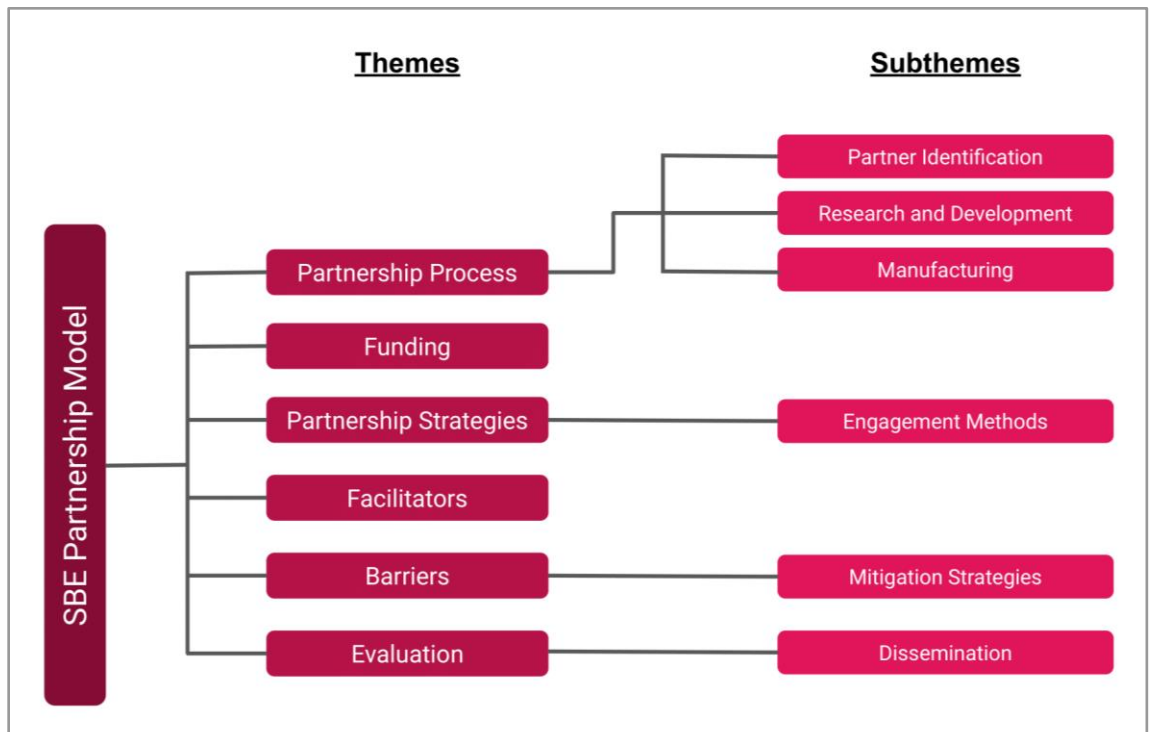 Themes
Subthemes
SBE Partnership Model
Partnership Process
Funding
Partnership Strategies
Facilitators
Barriers
Evaluation
Partner Identification
Research and Development
Manufacturing
Engagement Methods
Mitigation Strategies
Dissemination